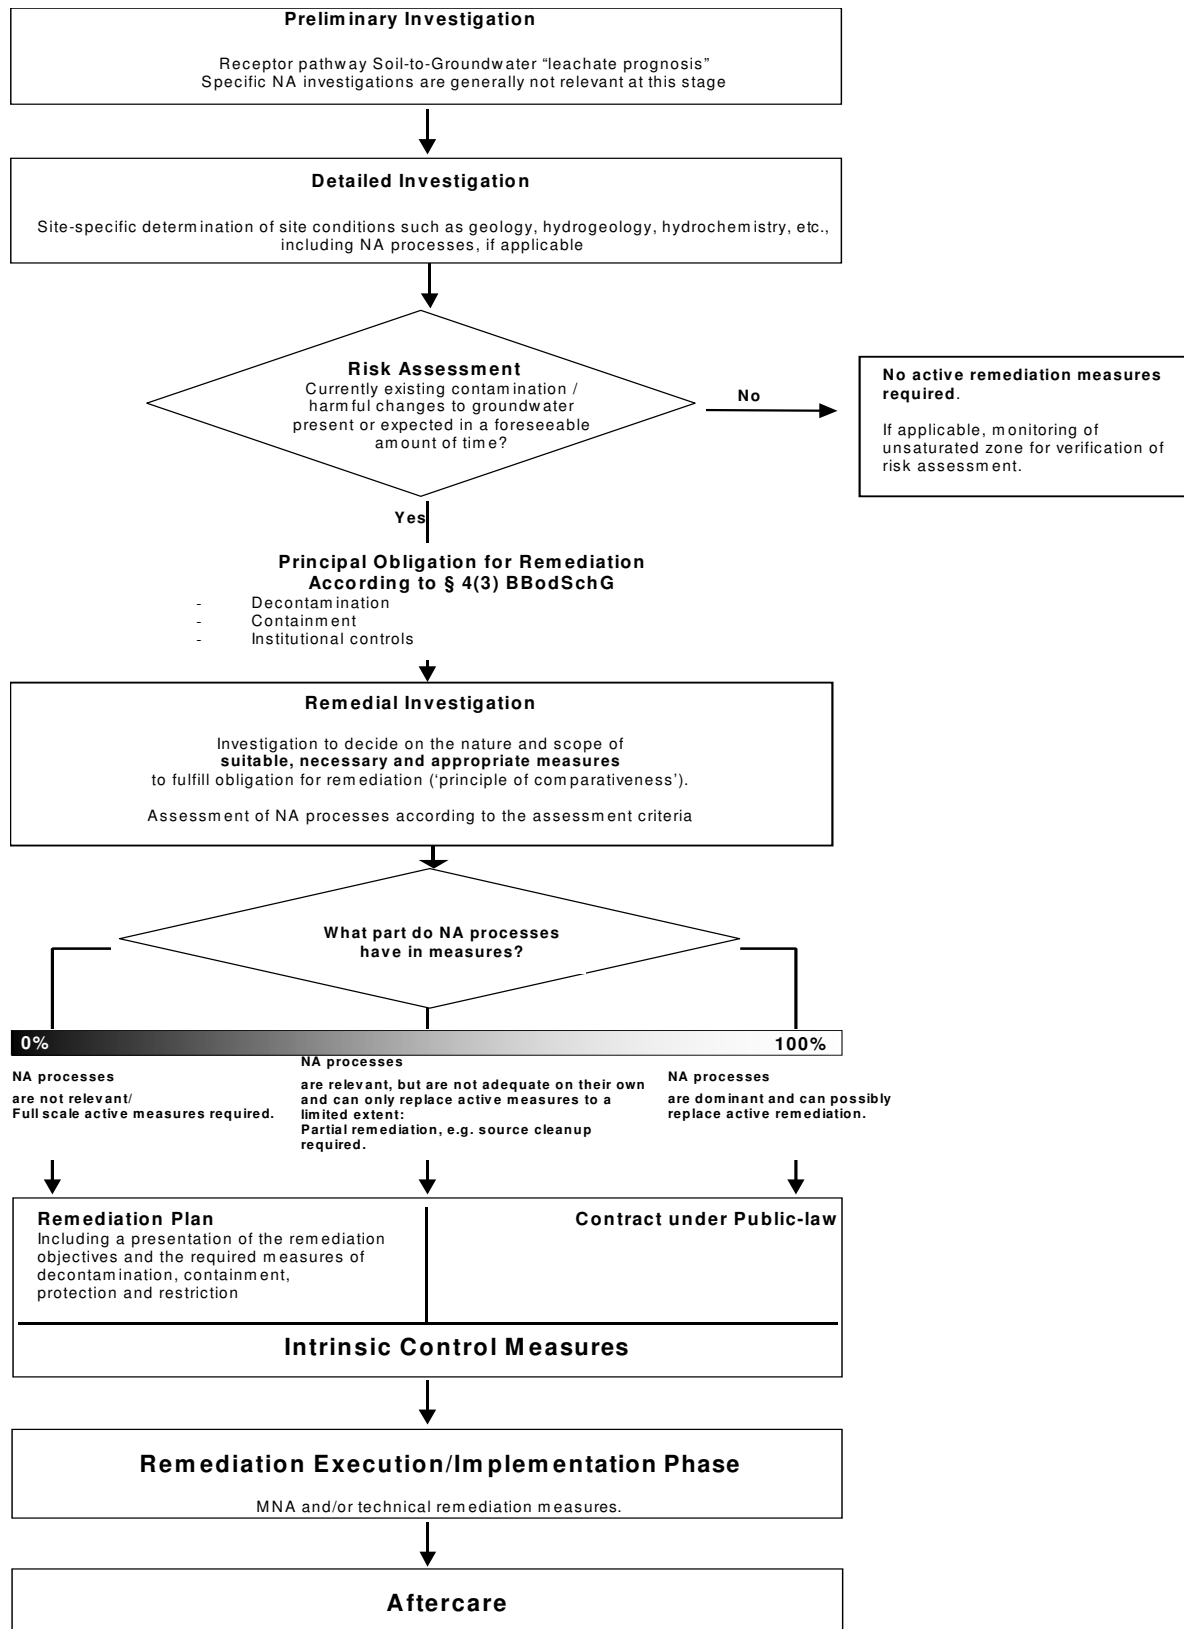 Preliminary Investigation
Receptor pathway Soil-to-Groundwater “leachate prognosis”
Specific NA investigations are generally not relevant at this stage
Detailed Investigation
Site-specific determination of site conditions such as geology, hydrogeology, hydrochemistry, etc.,
including NA processes, if applicable
Risk Assessment
Currently existing contamination /
harmful changes to groundwater
present or expected in a foreseeable
amount of time?
No
No active remediation measures
required.
If applicable, monitoring of
unsaturated zone for verification of
risk assessment.
Yes
Principal Obligation for Remediation
According to § 4(3) BBodSchG
- Decontamination
- Containment
- Institutional controls
Remedial Investigation
Investigation to decide on the nature and scope of
suitable, necessary and appropriate measures
to fulfill obligation for remediation (‘principle of comparativeness’).
Assessment of NA processes according to the assessment criteria
What part do NA processes
have in measures?
0%
100%
NA processes
are not relevant/
Full scale active measures required.
NA processes
are relevant, but are not adequate on their own
and can only replace active measures to a
limited extent:
Partial remediation, e.g. source cleanup
required.
NA processes
are dominant and can possibly
replace active remediation.
Remediation Plan
Including a presentation of the remediation
objectives and the required measures of
decontamination, containment,
protection and restriction
Contract under Public-law
Intrinsic Control Measures
Remediation Execution/Implementation Phase
MNA and/or technical remediation measures.
Aftercare